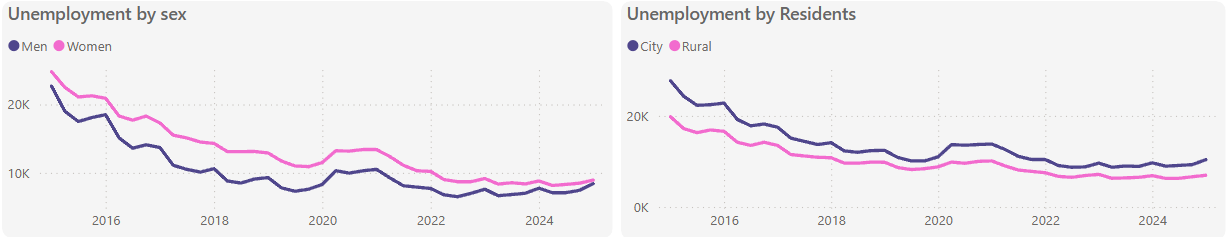 Unemployment by sex
Men Women
20K
10K
2016 2018 2020 2022 2024
Unemployment by Residents
City Rural
20K
0K
2016 2018 2020 2022 2024